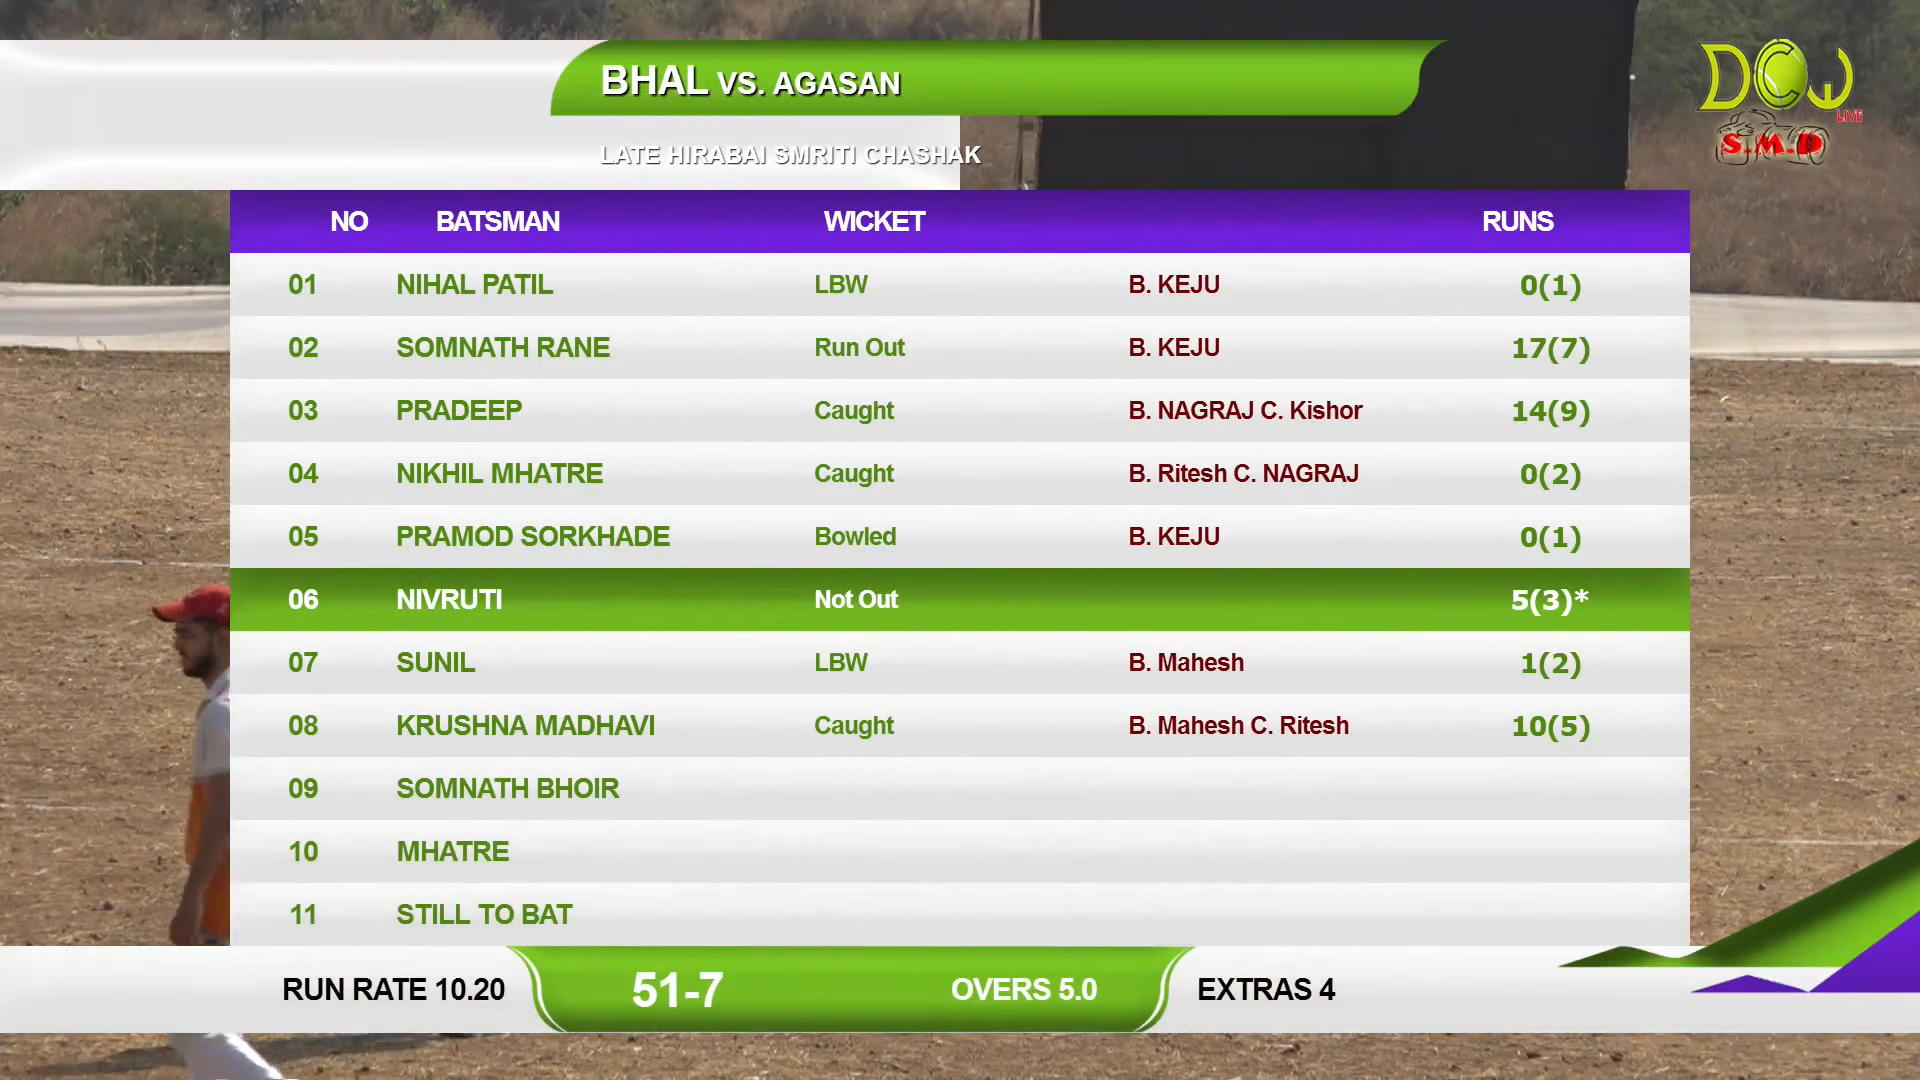 BHAL VS. AGASAN
DCW
LIVE
S.M.D
LATE HIRABAI SMRITI CHASHAK
NO BATSMAN WICKET RUNS
01 NIHAL PATIL LBW B. KEJU 0(1)
02 SOMNATH RANE Run Out B. KEJU 17(7)
03 PRADEEP Caught B. NAGRAJ C. Kishor 14(9)
04 NIKHIL MHATRE Caught B. Ritesh C. NAGRAJ 0(2)
05 PRAMOD SORKHADE Bowled B. KEJU 0(1)
06 NIVRUTI Not Out 5(3)*
07 SUNIL LBW B. Mahesh 1(2)
08 KRUSHNA MADHAVI Caught B. Mahesh C. Ritesh 10(5)
09 SOMNATH BHOIR
10 MHATRE
11 STILL TO BAT
RUN RATE 10.20 51-7 OVERS 5.0 EXTRAS 4